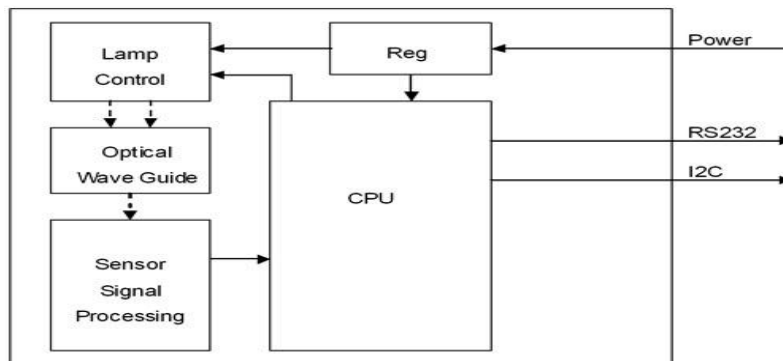 Lamp
Control
Reg
Power
Optical
Wave Guide
CPU
RS232
I2C
Sensor
Signal
Processing